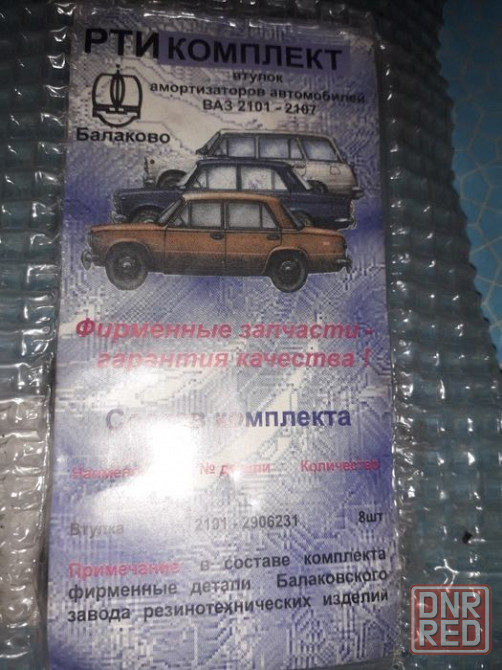 РТИ КОМПЛЕКТ
втулок
амортизаторов автомобилей
ВАЗ 2101 - 2107
Балаково
Фирменные запчасти -
гарантия качества !
Состав комплекта
№ детали Количество
Втулка 2101 - 2906231 8шт
Примечание в составе комплекта
фирменные детали Балаковского
завода резинотехнических изделий
DNR
RED